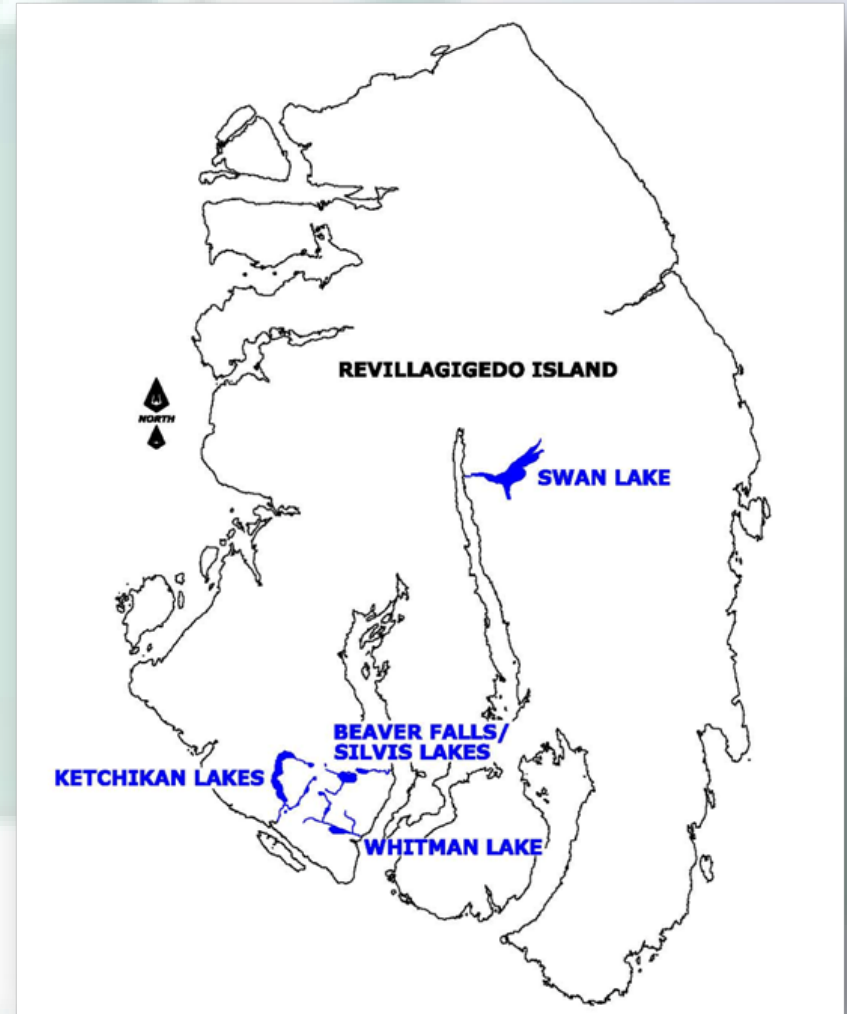 REVILLAGIGEDO ISLAND
NORTH
SWAN LAKE
BEAVER FALLS/
SILVIS LAKES
KETCHIKAN LAKES
WHITMAN LAKE